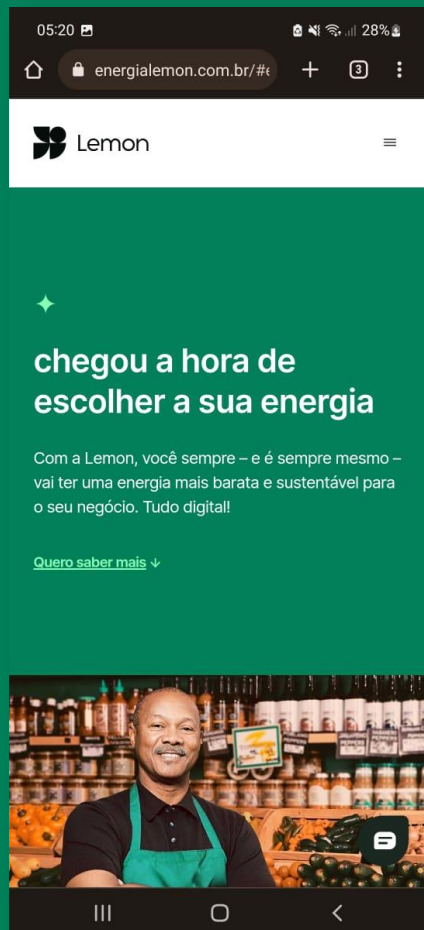 05:20
28%
energialemon.com.br/#e
3
Lemon
chegou a hora de
escolher a sua energia
Com a Lemon, você sempre – e é sempre mesmo –
vai ter uma energia mais barata e sustentável para
o seu negócio. Tudo digital!
Quero saber mais ↓